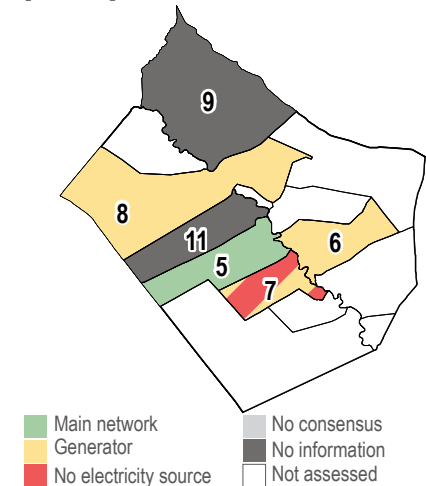 9
8
11
6
5
7
Main network
Generator
No electricity source
No consensus
No information
Not assessed